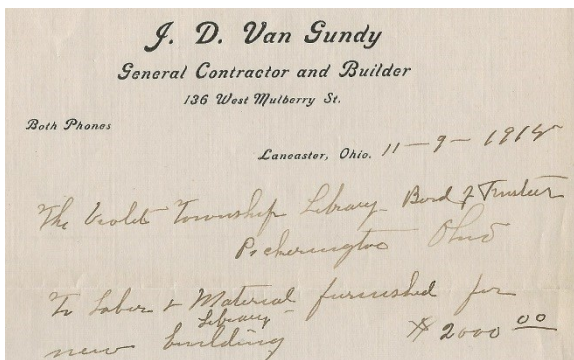 J. D. Van Gundy
General Contractor and Builder
136 West Mulberry St.
Both Phones
Lancaster, Ohio. 11-9-1915
The Violet Township Library Bord of Trustees
Pickerington Ohio
To Labor & Material furnished for
Library
new building $2000 00